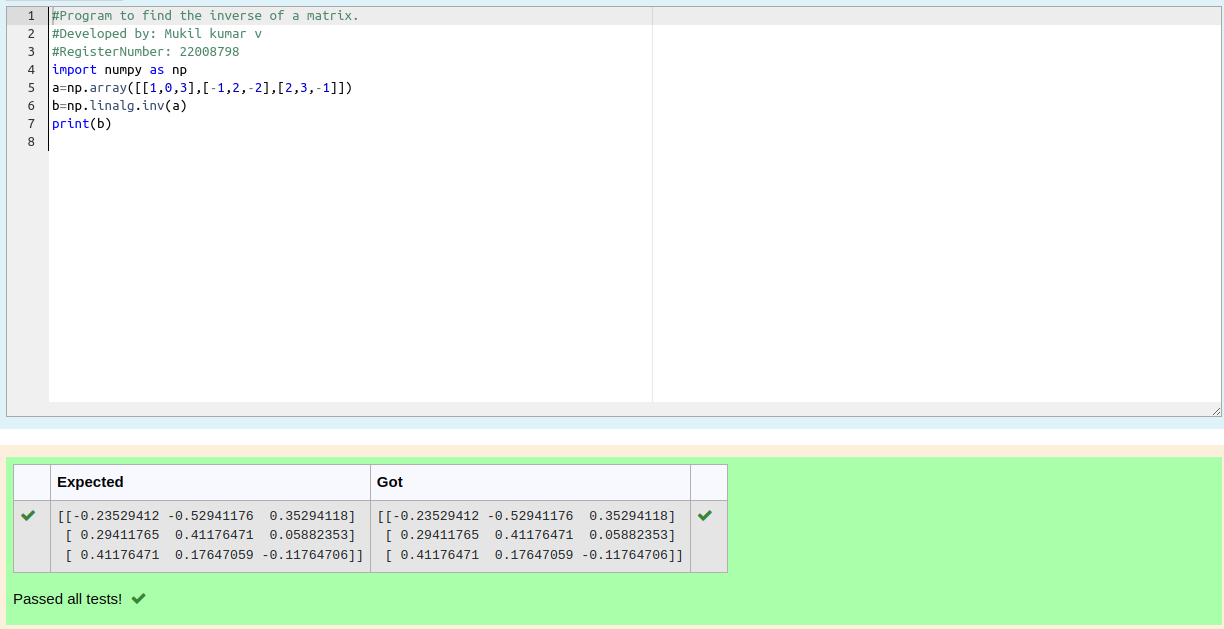 1 #Program to find the inverse of a matrix.
2 #Developed by: Mukil kumar v
3 #RegisterNumber: 22008798
4 import numpy as np
5 a=np.array([[1,0,3],[-1,2,-2],[2,3,-1]])
6 b=np.linalg.inv(a)
7 print(b)
8
Expected Got
[[-0.23529412 -0.52941176  0.35294118] [[-0.23529412 -0.52941176  0.35294118]
[ 0.29411765  0.41176471  0.05882353] [ 0.29411765  0.41176471  0.05882353]
[ 0.41176471  0.17647059 -0.11764706]] [ 0.41176471  0.17647059 -0.11764706]]
Passed all tests!